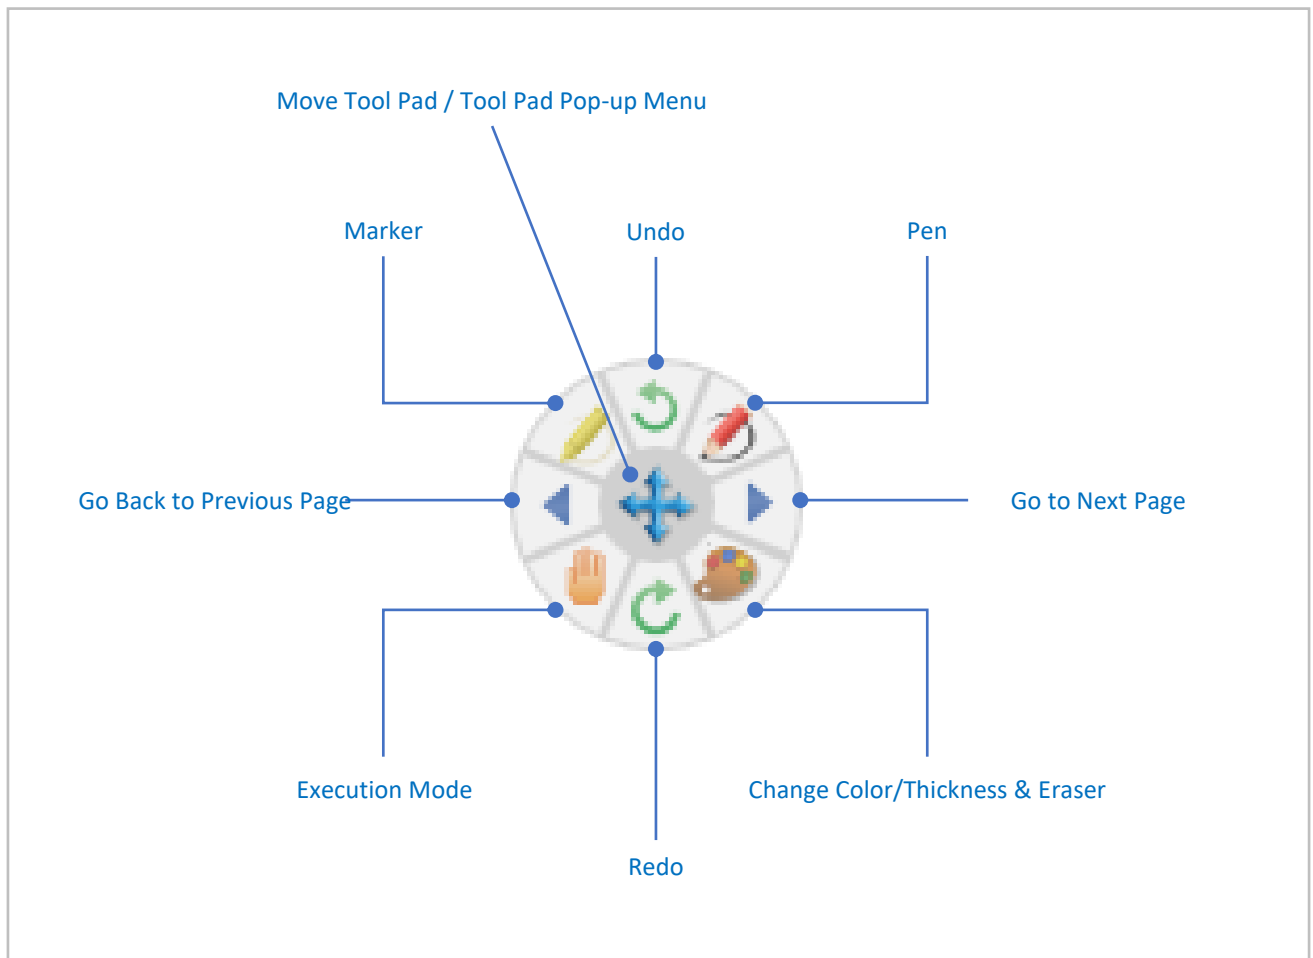 Move Tool Pad / Tool Pad Pop-up Menu
Marker
Undo
Pen
Go Back to Previous Page
Go to Next Page
Execution Mode
Change Color/Thickness & Eraser
Redo